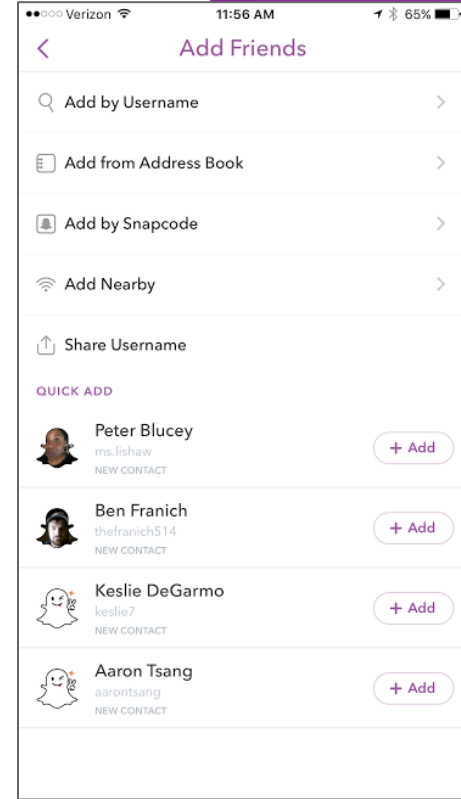 Verizon 11:56 AM 65%
Add Friends
Add by Username
Add from Address Book
Add by Snapcode
Add Nearby
Share Username
QUICK ADD
Peter Blucey
ms.lishaw
NEW CONTACT
+ Add
Ben Franich
thefranich514
NEW CONTACT
+ Add
Keslie DeGarmo
keslie7
NEW CONTACT
+ Add
Aaron Tsang
aarontsang
NEW CONTACT
+ Add